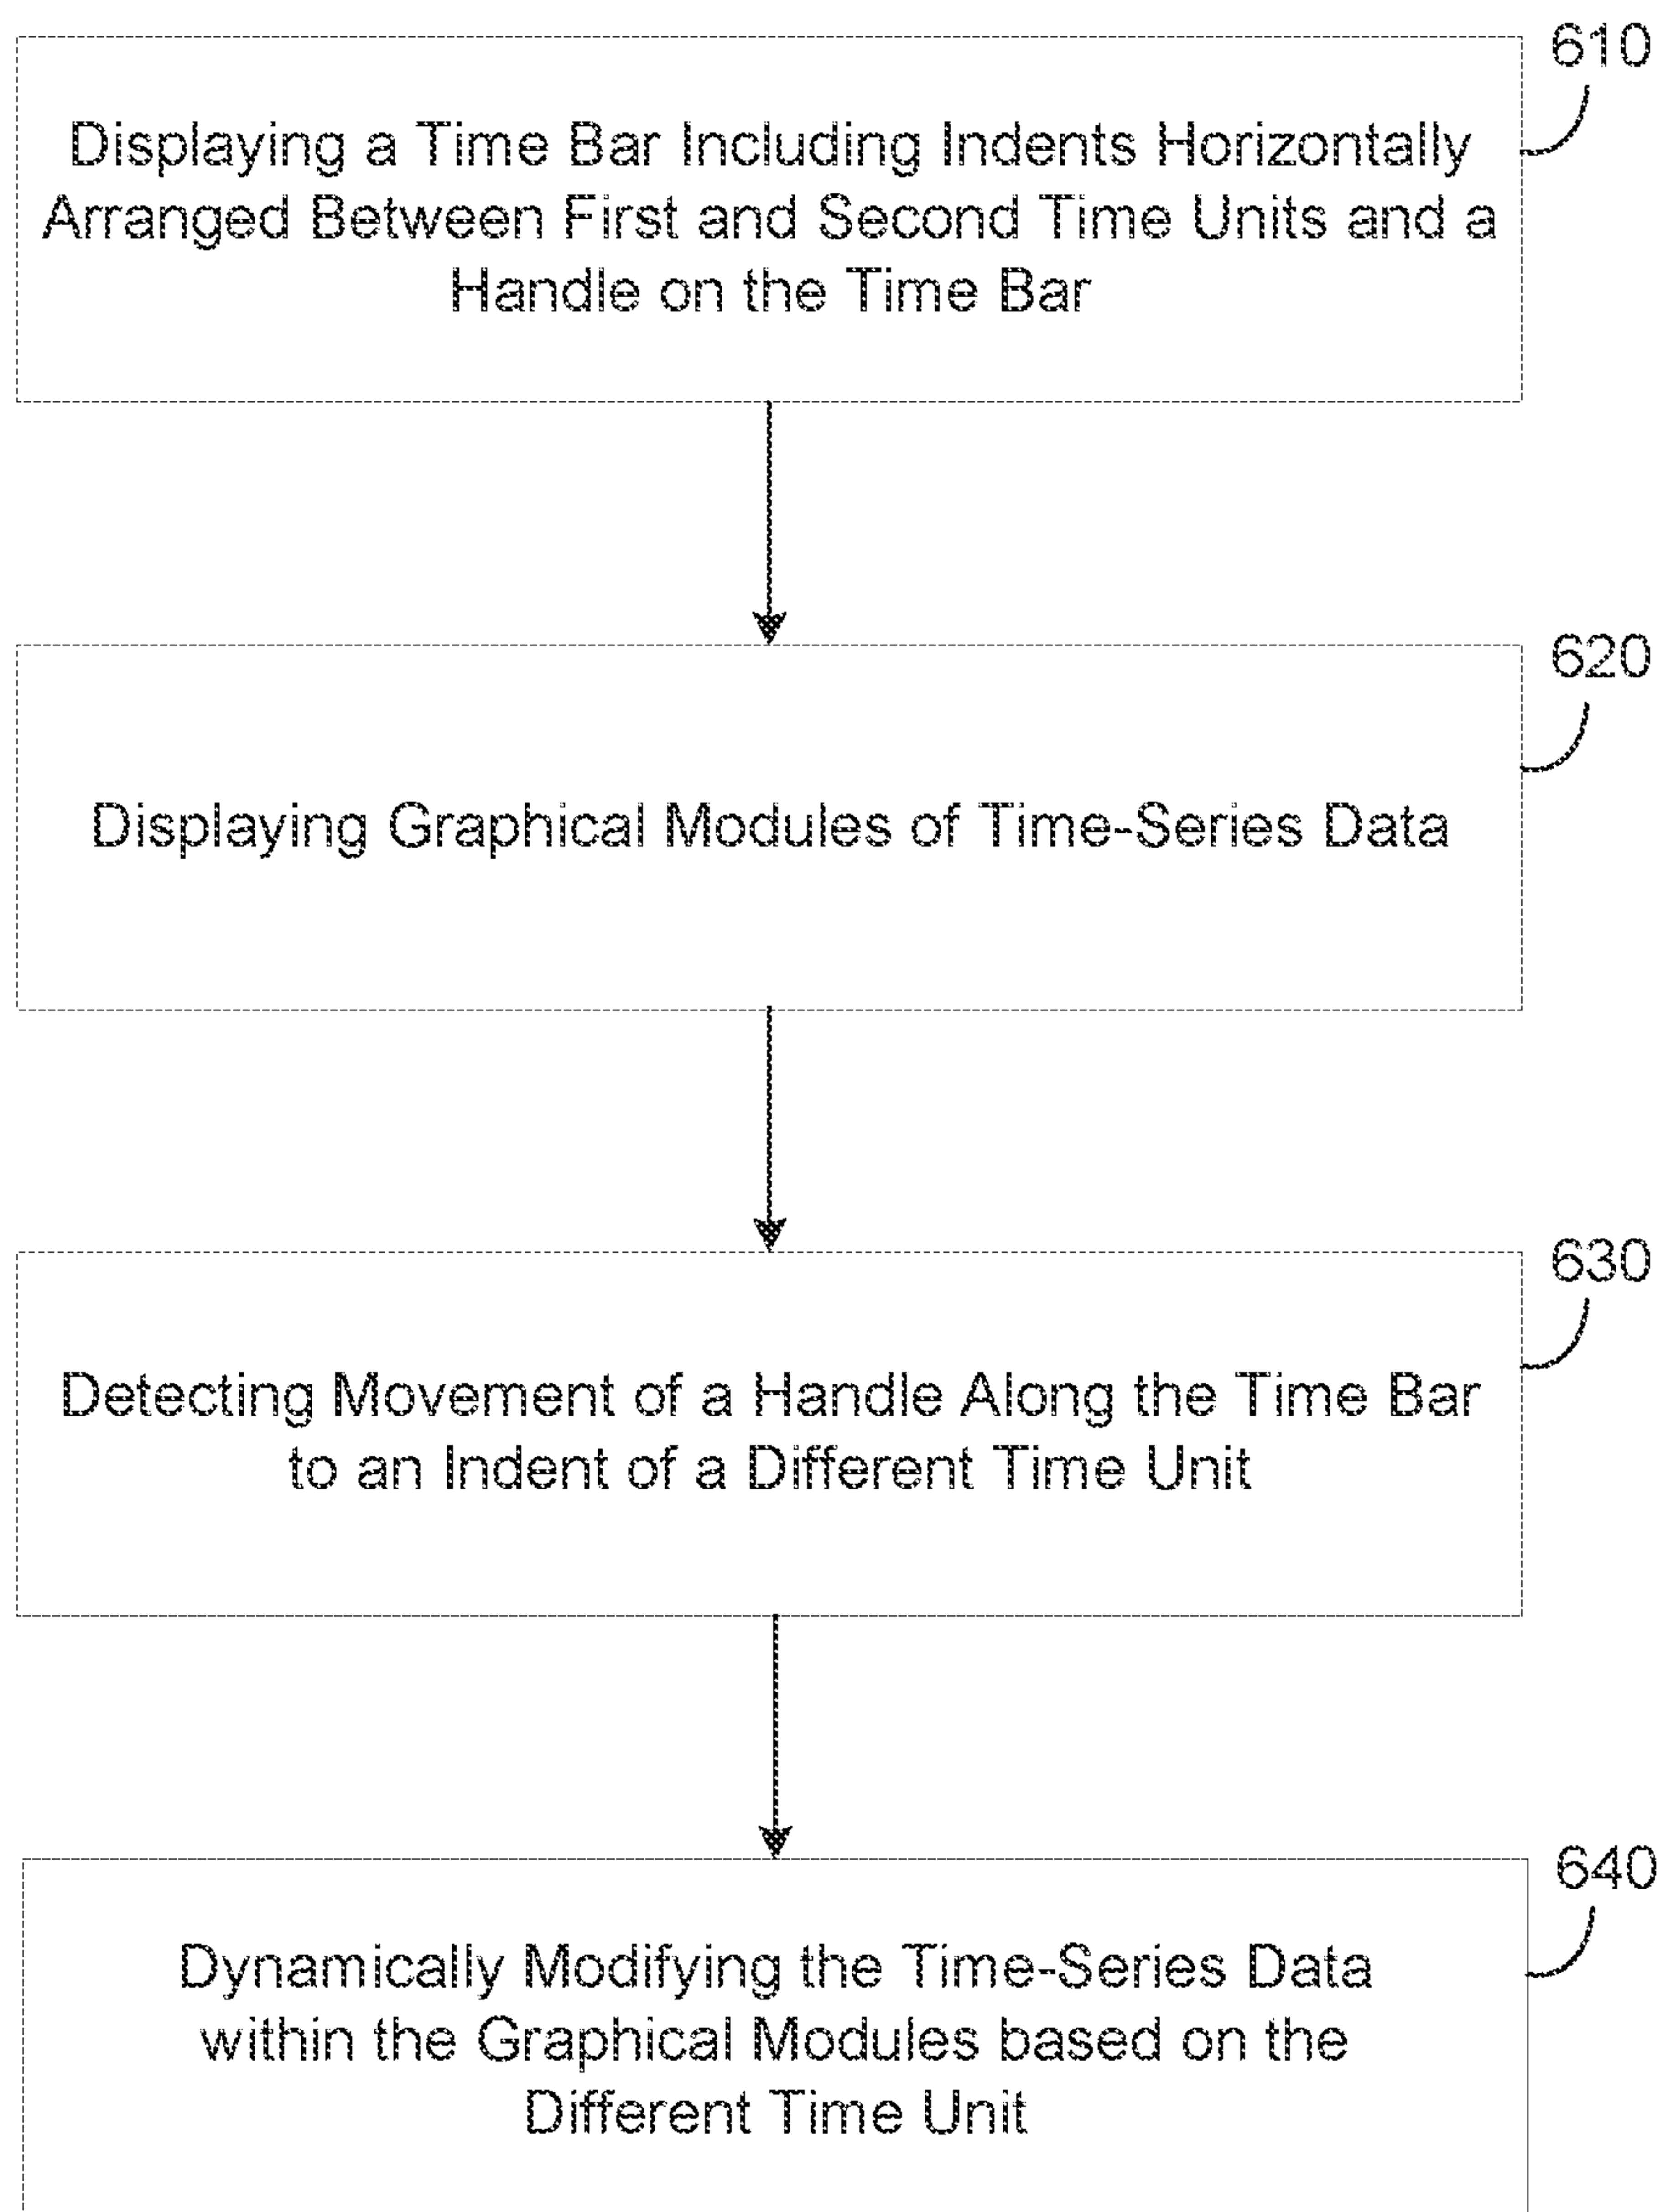 610
Displaying a Time Bar Including Indents Horizontally
Arranged Between First and Second Time Units and a
Handle on the Time Bar
620
Displaying Graphical Modules of Time-Series Data
630
Detecting Movement of a Handle Along the Time Bar
to an Indent of a Different Time Unit
640
Dynamically Modifying the Time-Series Data
within the Graphical Modules based on the
Different Time Unit